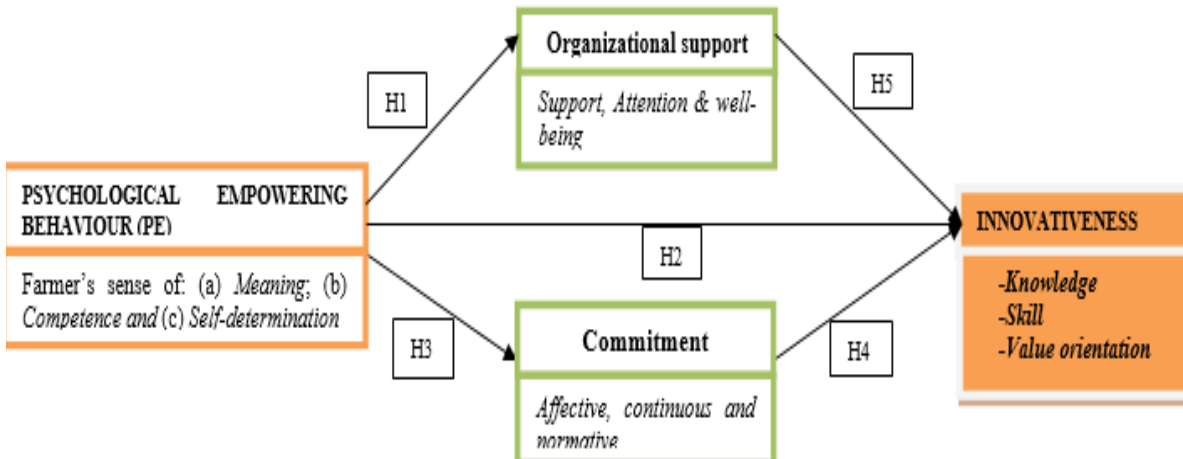 Organizational support
Support, Attention & well-
being
H1
H5
PSYCHOLOGICAL EMPOWERING
BEHAVIOUR (PE)
Farmer's sense of: (a) Meaning; (b)
Competence and (c) Self-determination
H2
INNOVATIVENESS
-Knowledge
-Skill
-Value orientation
H3
Commitment
Affective, continuous and
normative
H4